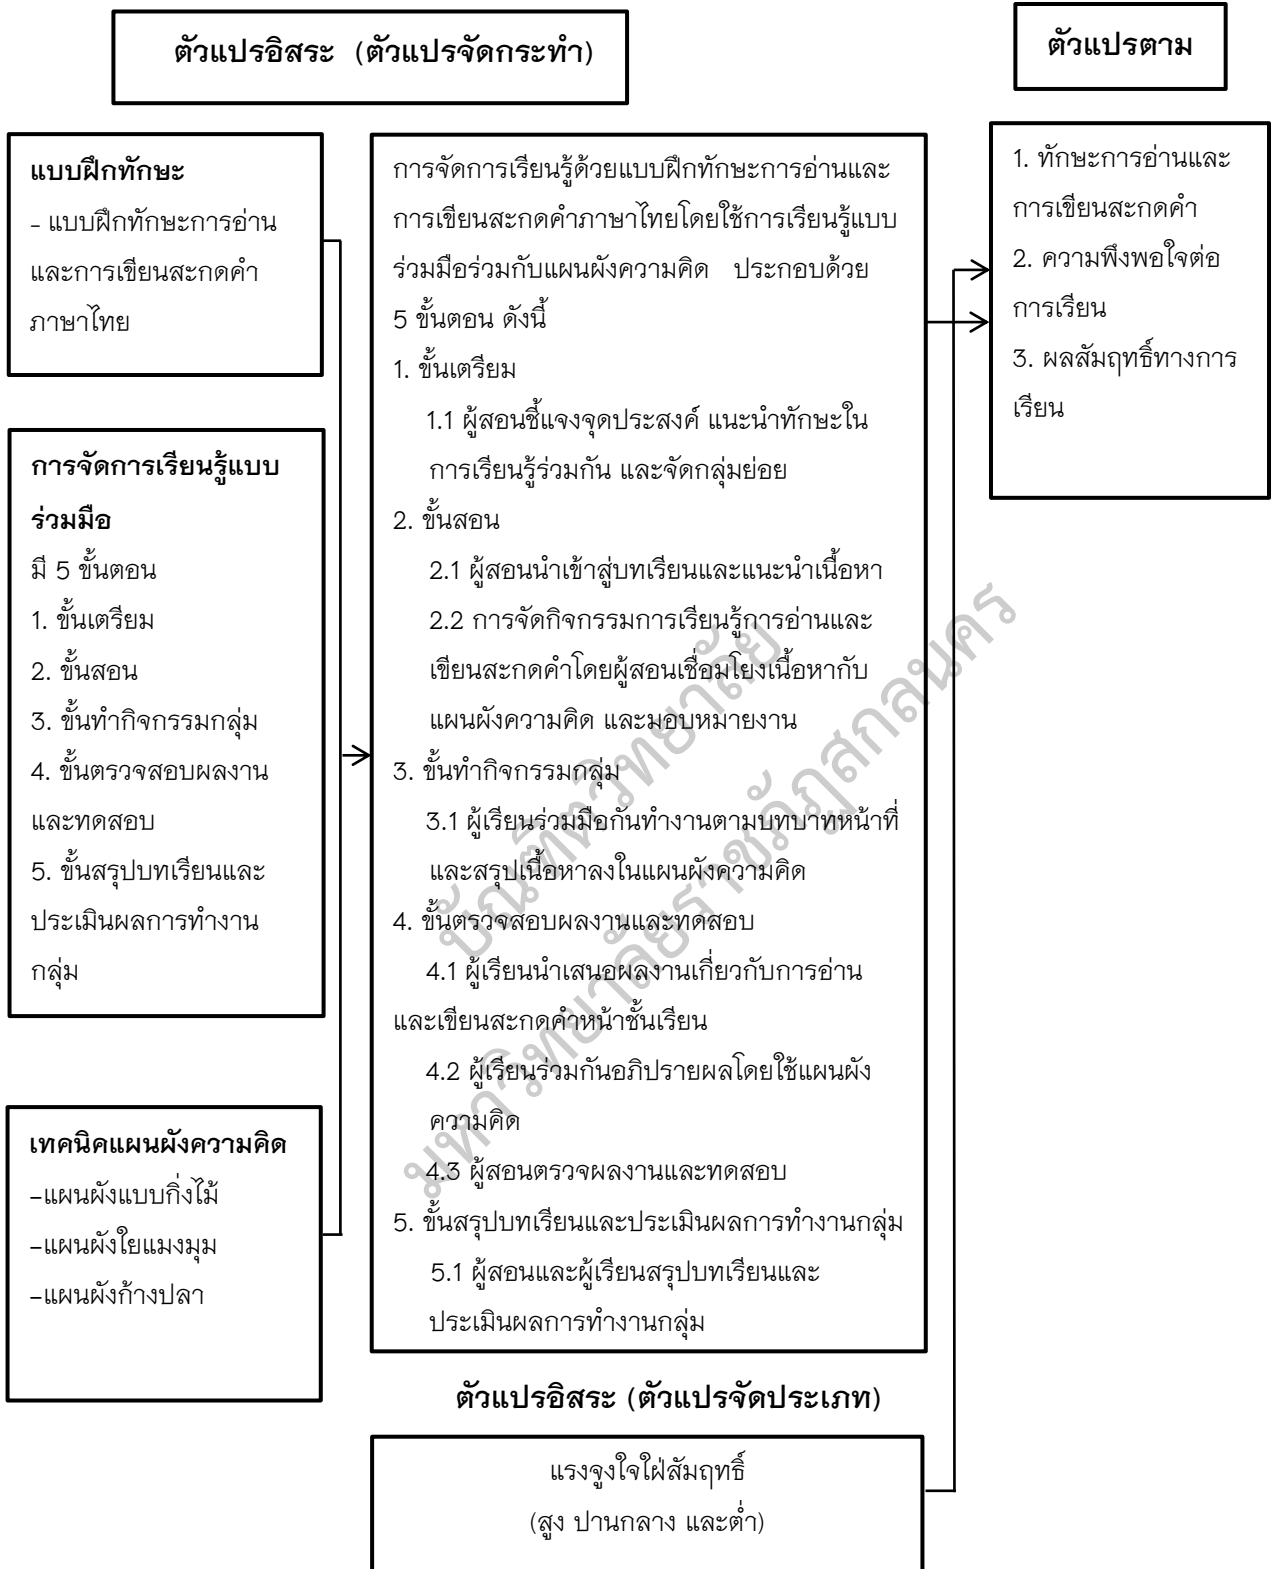 ตัวแปรอิสระ (ตัวแปรจัดกระทำ)
ตัวแปรตาม
แบบฝึกทักษะ
- แบบฝึกทักษะการอ่าน
และการเขียนสะกดคำ
ภาษาไทย
การจัดการเรียนรู้แบบ
ร่วมมือ
มี 5 ขั้นตอน
1. ขั้นเตรียม
2. ขั้นสอน
3. ขั้นทำกิจกรรมกลุ่ม
4. ขั้นตรวจสอบผลงาน
และทดสอบ
5. ขั้นสรุปบทเรียนและ
ประเมินผลการทำงาน
กลุ่ม
เทคนิคแผนผังความคิด
-แผนผังแบบกิ่งไม้
-แผนผังใยแมงมุม
-แผนผังก้างปลา
การจัดการเรียนรู้ด้วยแบบฝึกทักษะการอ่านและ
การเขียนสะกดคำภาษาไทยโดยใช้การเรียนรู้แบบ
ร่วมมือร่วมกับแผนผังความคิด ประกอบด้วย
5 ขั้นตอน ดังนี้
1. ขั้นเตรียม
1.1 ผู้สอนชี้แจงจุดประสงค์ แนะนำทักษะใน
การเรียนรู้ร่วมกัน และจัดกลุ่มย่อย
2. ขั้นสอน
2.1 ผู้สอนนำเข้าสู่บทเรียนและแนะนำเนื้อหา
2.2 การจัดกิจกรรมการเรียนรู้การอ่านและ
เขียนสะกดคำโดยผู้สอนเชื่อมโยงเนื้อหากับ
แผนผังความคิด และมอบหมายงาน
3. ขั้นทำกิจกรรมกลุ่ม
3.1 ผู้เรียนร่วมมือกันทำงานตามบทบาทหน้าที่
และสรุปเนื้อหาลงในแผนผังความคิด
4. ขั้นตรวจสอบผลงานและทดสอบ
4.1 ผู้เรียนนำเสนอผลงานเกี่ยวกับการอ่าน
และเขียนสะกดคำหน้าชั้นเรียน
4.2 ผู้เรียนร่วมกันอภิปรายผลโดยใช้แผนผัง
ความคิด
4.3 ผู้สอนตรวจผลงานและทดสอบ
5. ขั้นสรุปบทเรียนและประเมินผลการทำงานกลุ่ม
5.1 ผู้สอนและผู้เรียนสรุปบทเรียนและ
ประเมินผลการทำงานกลุ่ม
1. ทักษะการอ่านและ
การเขียนสะกดคำ
2. ความพึงพอใจต่อ
การเรียน
3. ผลสัมฤทธิ์ทางการ
เรียน
ตัวแปรอิสระ (ตัวแปรจัดประเภท)
แรงจูงใจใฝ่สัมฤทธิ์
(สูง ปานกลาง และต่ำ)
บัณฑิตวิทยาลัย
มหาวิทยาลัยราชภัฏสกลนคร